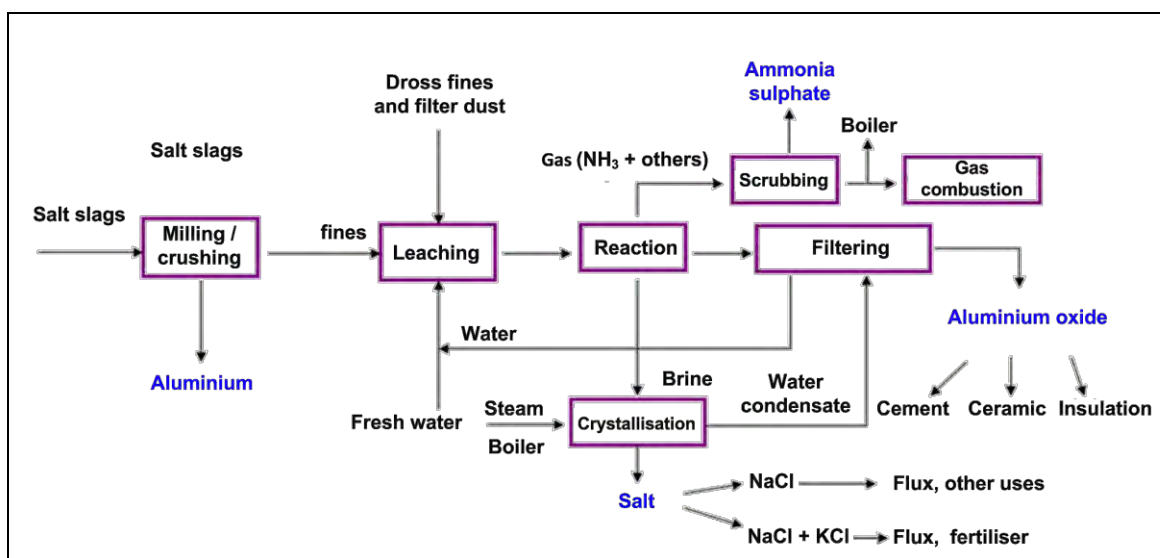 Ammonia
sulphate
Dross fines
and filter dust
Boiler
Salt slags
Gas (NH₃ + others)
Scrubbing
Gas
combustion
Salt slags
Milling /
crushing
fines
Leaching
Reaction
Filtering
Water
Aluminium oxide
Aluminium
Brine
Water
condensate
Cement
Ceramic
Insulation
Fresh water
Steam
Boiler
Crystallisation
Salt
NaCl
Flux, other uses
NaCl + KCl
Flux, fertiliser